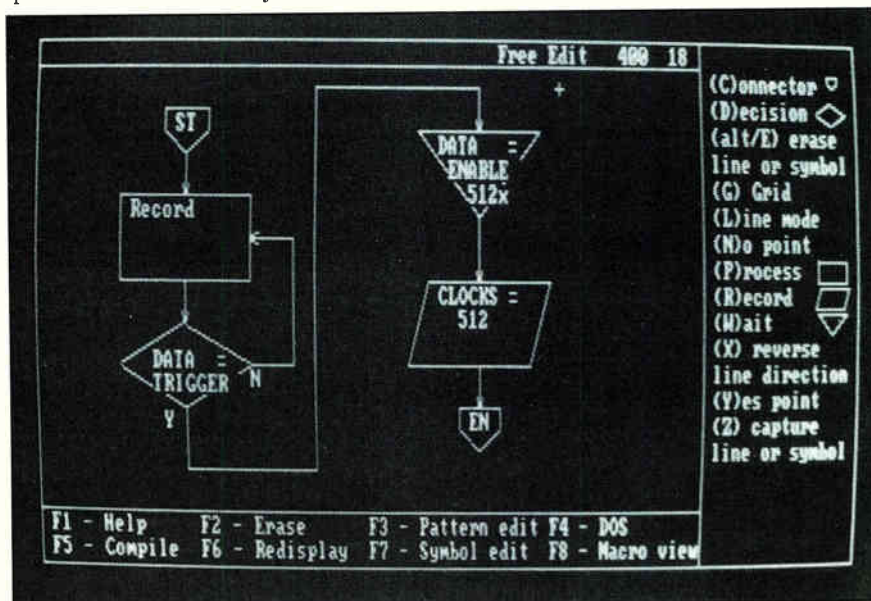 Free Edit 400 18
ST
Record
DATA =
TRIGGER
N
Y
DATA =
ENABLE
512x
CLOCKS =
512
EN
(C)onnector
(D)ecision
(alt/E) erase
line or symbol
(G) Grid
(L)ine mode
(N)o point
(P)rocess
(R)ecord
(W)ait
(X) reverse
line direction
(Y)es point
(Z) capture
line or symbol
F1 - Help F2 - Erase F3 - Pattern edit F4 - DOS
F5 - Compile F6 - Redisplay F7 - Symbol edit F8 - Macro view